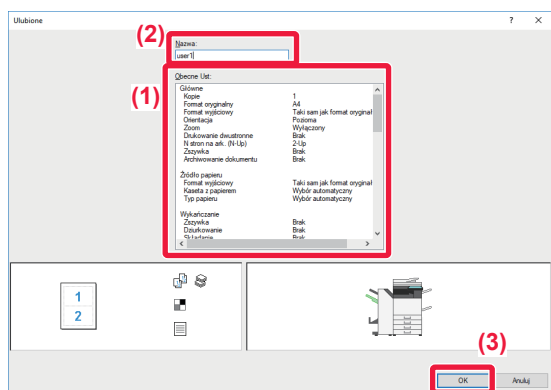 Ulubione ? ×
(2)
Nazwa:
user1
(1)
Obecne Ust:
Główne
Kopie 1
Format oryginalny A4
Format wyjściowy Taki sam jak format oryginał
Orientacja Pozioma
Zoom Wyłączony
Drukowanie dwustronne Brak
N stron na ark. (N-Up) 2-Up
Zszywka Brak
Archiwowanie dokumentu Brak
Źródło papieru
Format wyjściowy Taki sam jak format oryginał
Kaseta z papierem Wybór automatyczny
Typ papieru Wybór automatyczny
Wykańczanie
Zszywka Brak
Dziurkowanie Brak
Składanie Brak
1
2
(3)
OK Anuluj